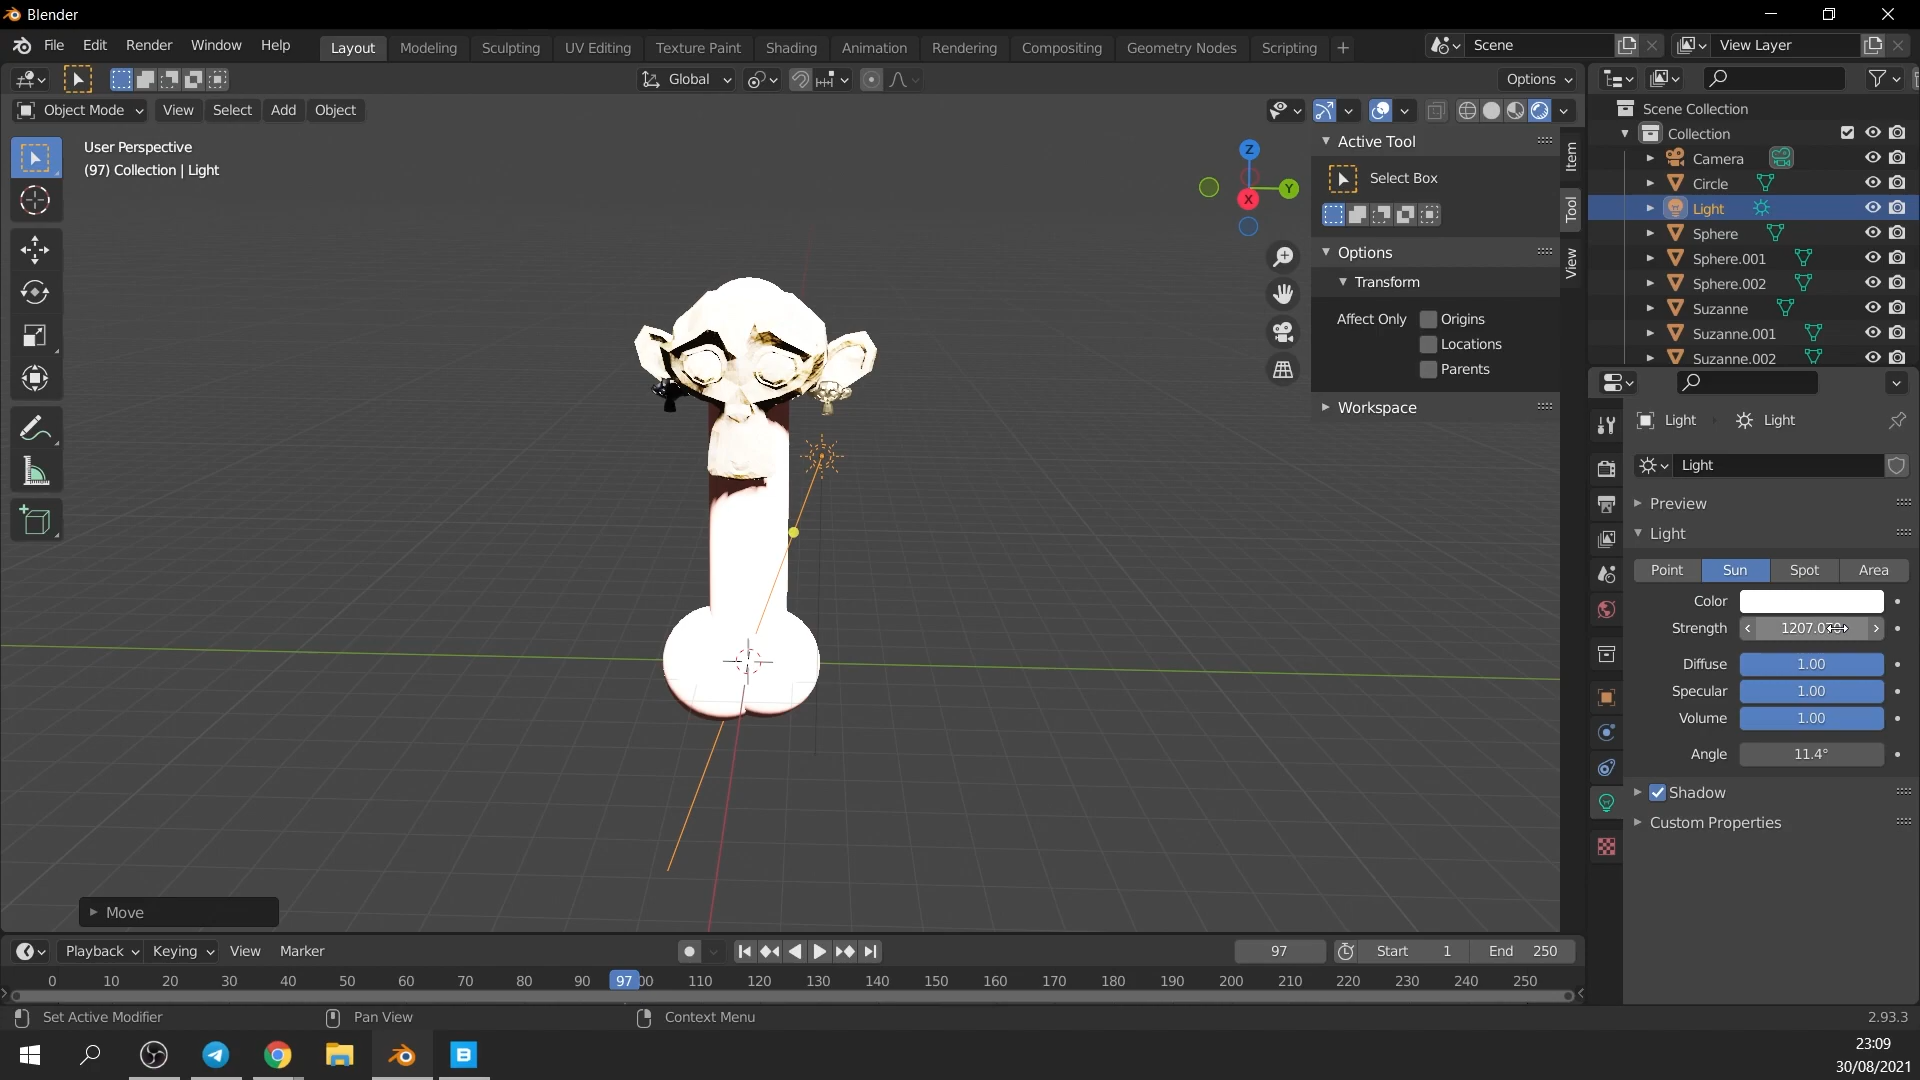 Blender
File Edit Render Window Help
Layout Modeling Sculpting UV Editing Texture Paint Shading Animation Rendering Compositing Geometry Nodes Scripting +
Scene
View Layer
Global
Options
Object Mode View Select Add Object
User Perspective
(97) Collection | Light
Z
Y
X
Active Tool
Select Box
Options
Transform
Affect Only Origins
Locations
Parents
Workspace
Item
Tool
View
Scene Collection
Collection
Camera
Circle
Light
Sphere
Sphere.001
Sphere.002
Suzanne
Suzanne.001
Suzanne.002
Light Light
Light
Preview
Light
Point Sun Spot Area
Color
Strength
Diffuse 1.00
Specular 1.00
Volume 1.00
Angle 11.4°
Shadow
Custom Properties
Move
Playback Keying View Marker
97
Start 1
End 250
0 10 20 30 40 50 60 70 80 90 97 110 120 130 140 150 160 170 180 190 200 210 220 230 240 250
Set Active Modifier
Pan View
Context Menu
2.93.3
23:09
30/08/2021